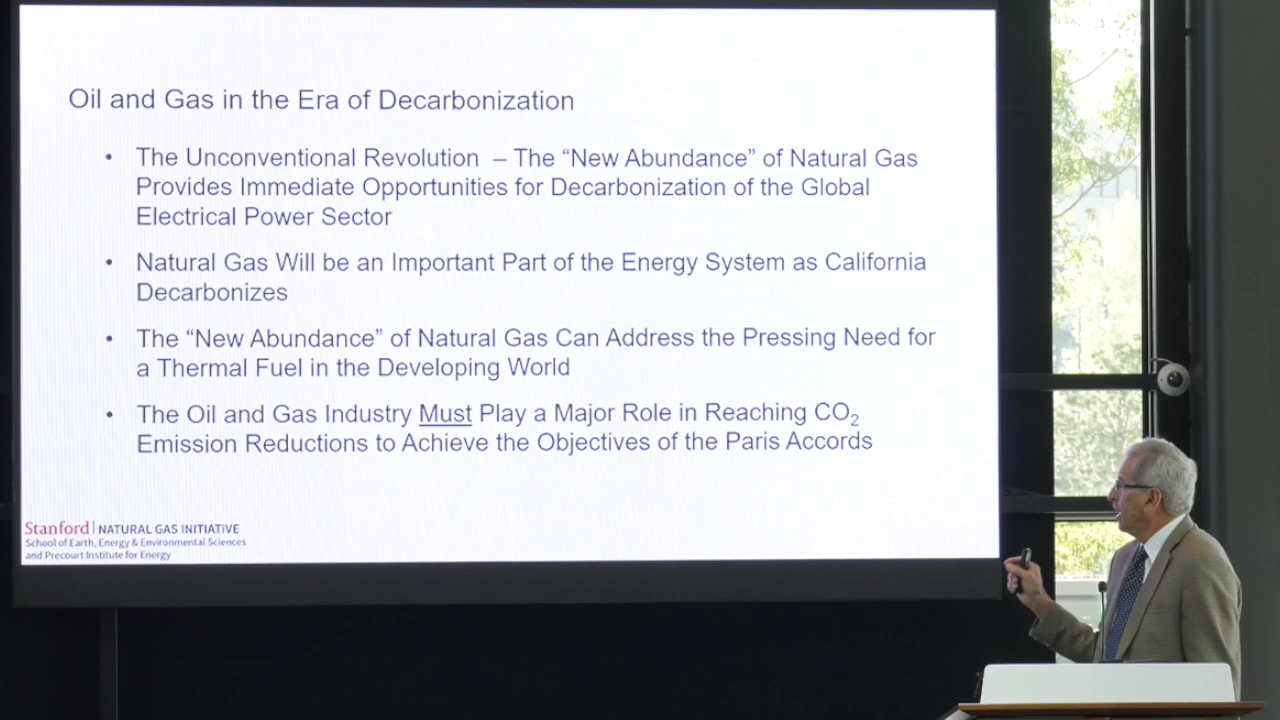 Oil and Gas in the Era of Decarbonization
• The Unconventional Revolution – The “New Abundance” of Natural Gas
Provides Immediate Opportunities for Decarbonization of the Global
Electrical Power Sector
• Natural Gas Will be an Important Part of the Energy System as California
Decarbonizes
• The “New Abundance” of Natural Gas Can Address the Pressing Need for
a Thermal Fuel in the Developing World
• The Oil and Gas Industry Must Play a Major Role in Reaching CO₂
Emission Reductions to Achieve the Objectives of the Paris Accords
Stanford | NATURAL GAS INITIATIVE
School of Earth, Energy & Environmental Sciences
and Precourt Institute for Energy